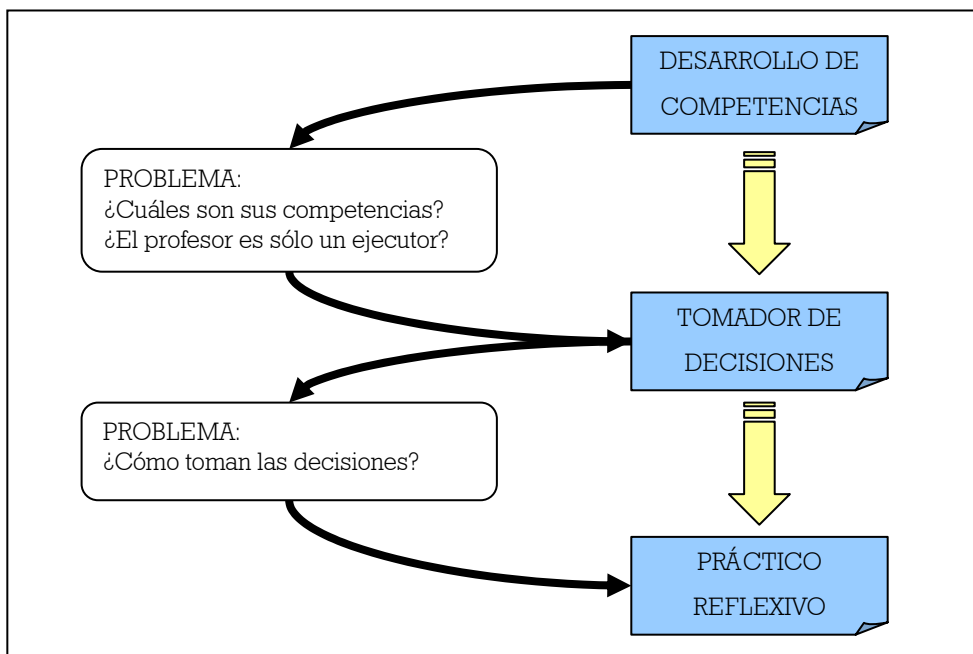 DESARROLLO DE
COMPETENCIAS
PROBLEMA:
¿Cuáles son sus competencias?
¿El profesor es sólo un ejecutor?
TOMADOR DE
DECISIONES
PROBLEMA:
¿Cómo toman las decisiones?
PRÁCTICO
REFLEXIVO